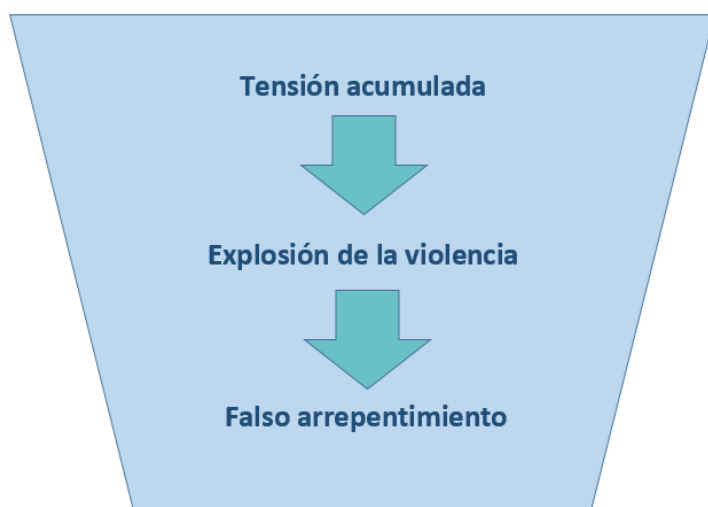 Tensión acumulada
Explosión de la violencia
Falso arrepentimiento